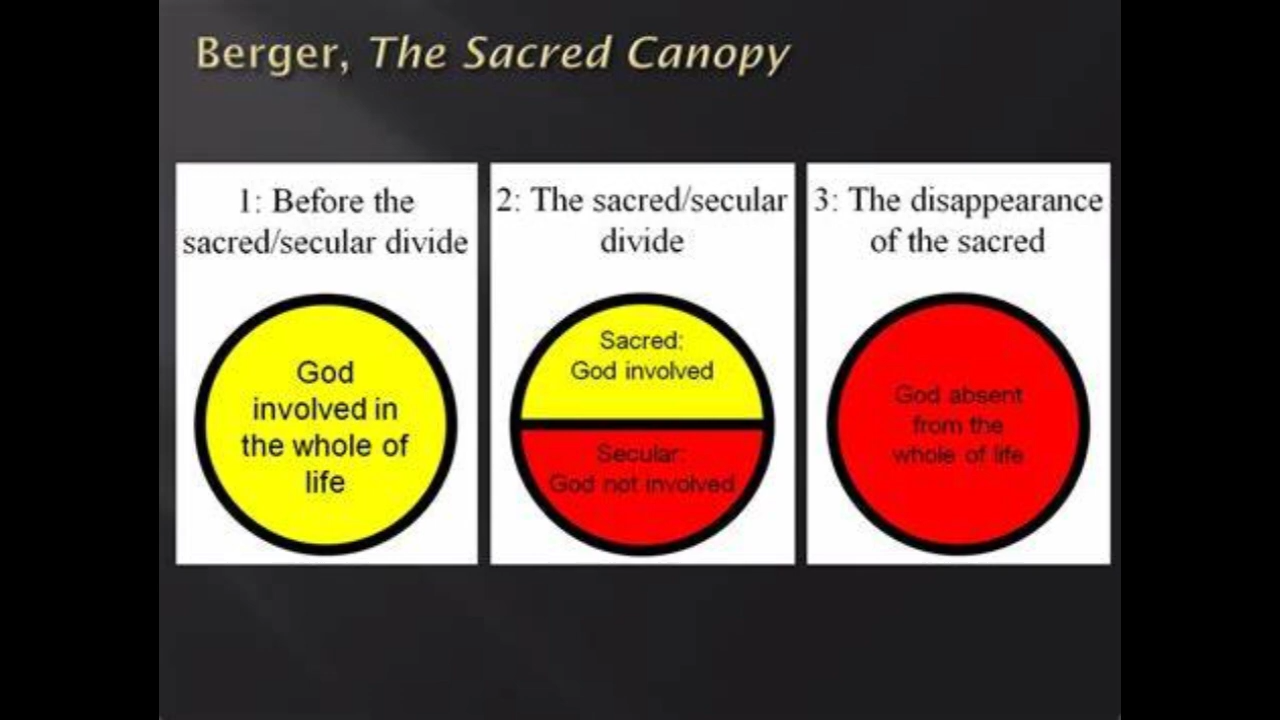 Berger, The Sacred Canopy
1: Before the
sacred/secular divide
God
involved in
the whole of
life
2: The sacred/secular
divide
Sacred:
God involved
Secular:
God not involved
3: The disappearance
of the sacred
God absent
from the
whole of life